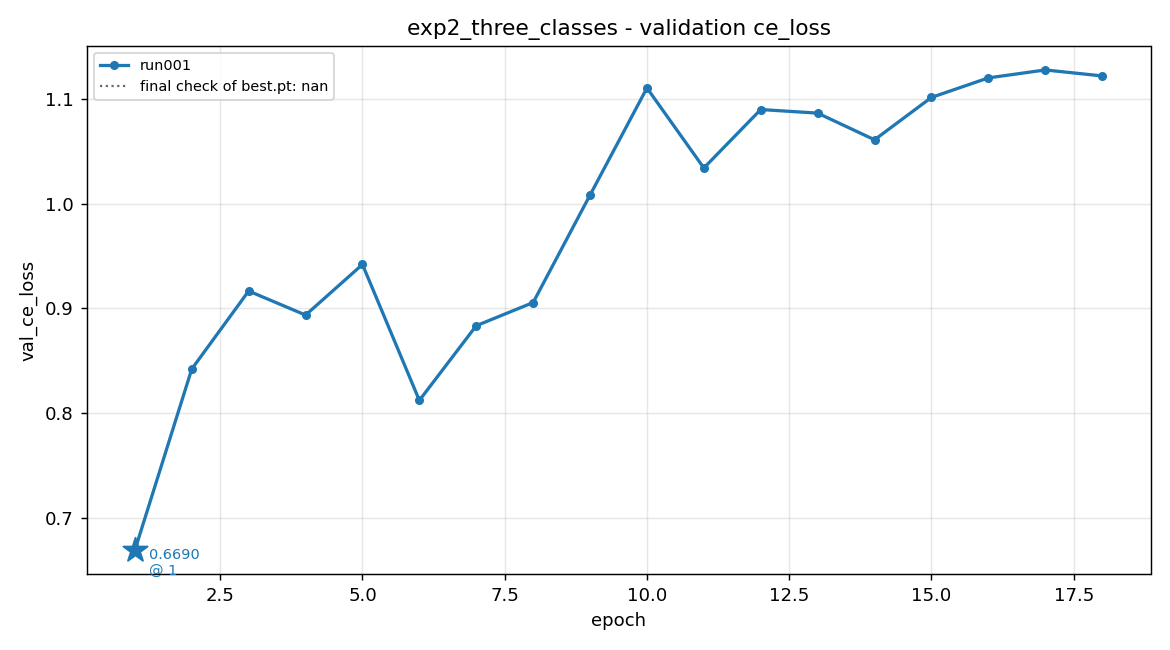 exp2_three_classes - validation ce_loss
run001
final check of best.pt: nan
1.1
1.0
0.9
0.8
0.7
val_ce_loss
0.6690
@ 1
2.5 5.0 7.5 10.0 12.5 15.0 17.5
epoch